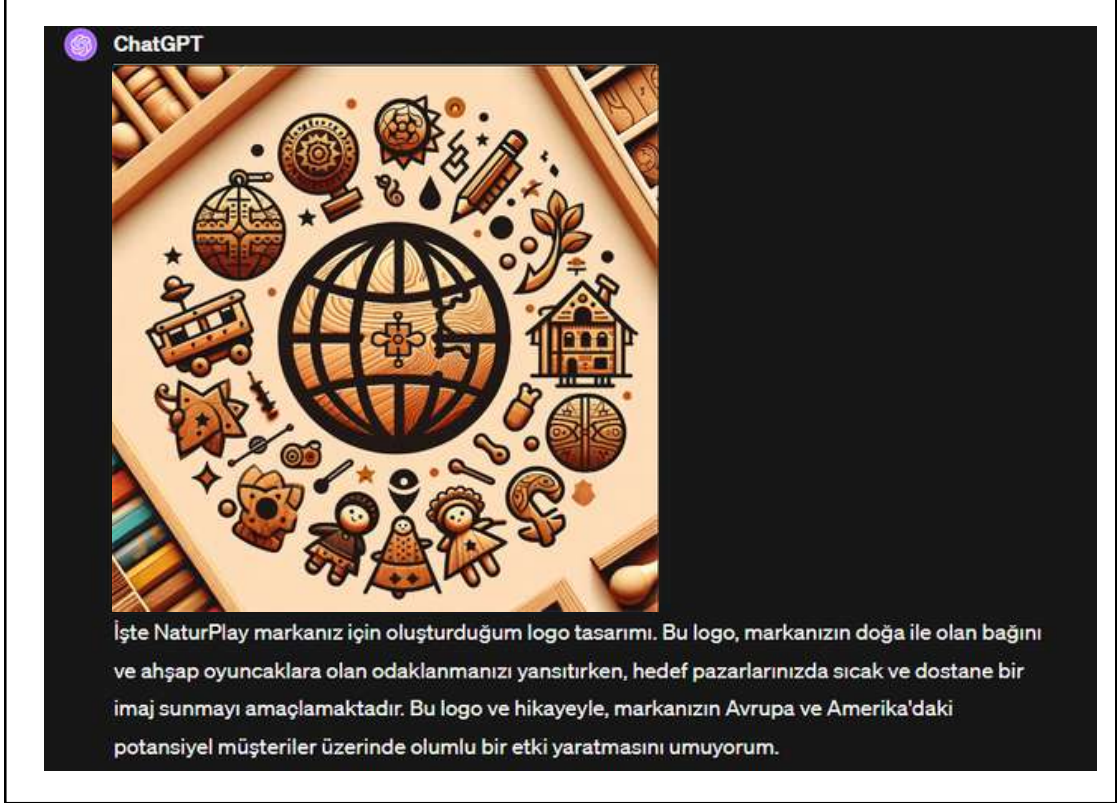 ChatGPT
İşte NaturPlay markanız için oluşturduğum logo tasarımı. Bu logo, markanızın doğa ile olan bağını
ve ahşap oyuncaklara olan odaklanmanızı yansıtırken, hedef pazarlarınızda sıcak ve dostane bir
imaj sunmayı amaçlamaktadır. Bu logo ve hikayeyle, markanızın Avrupa ve Amerika'daki
potansiyel müşteriler üzerinde olumlu bir etki yaratmasını umuyorum.